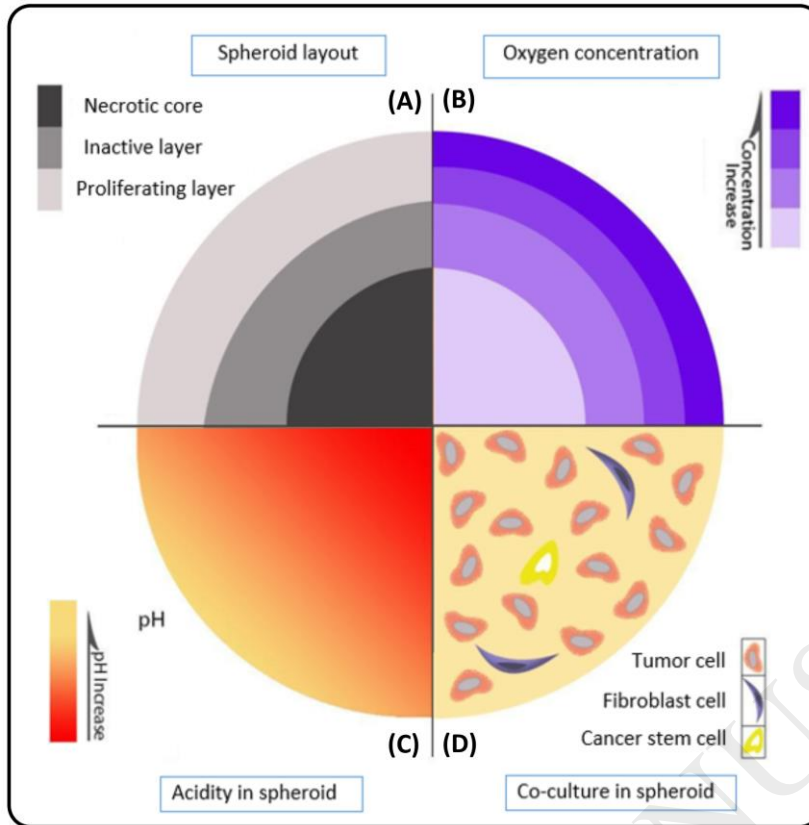 Spheroid layout
Oxygen concentration
(A)
(B)
Necrotic core
Inactive layer
Proliferating layer
Concentration
Increase
pH
pH Increase
Tumor cell
Fibroblast cell
Cancer stem cell
(C)
(D)
Acidity in spheroid
Co-culture in spheroid